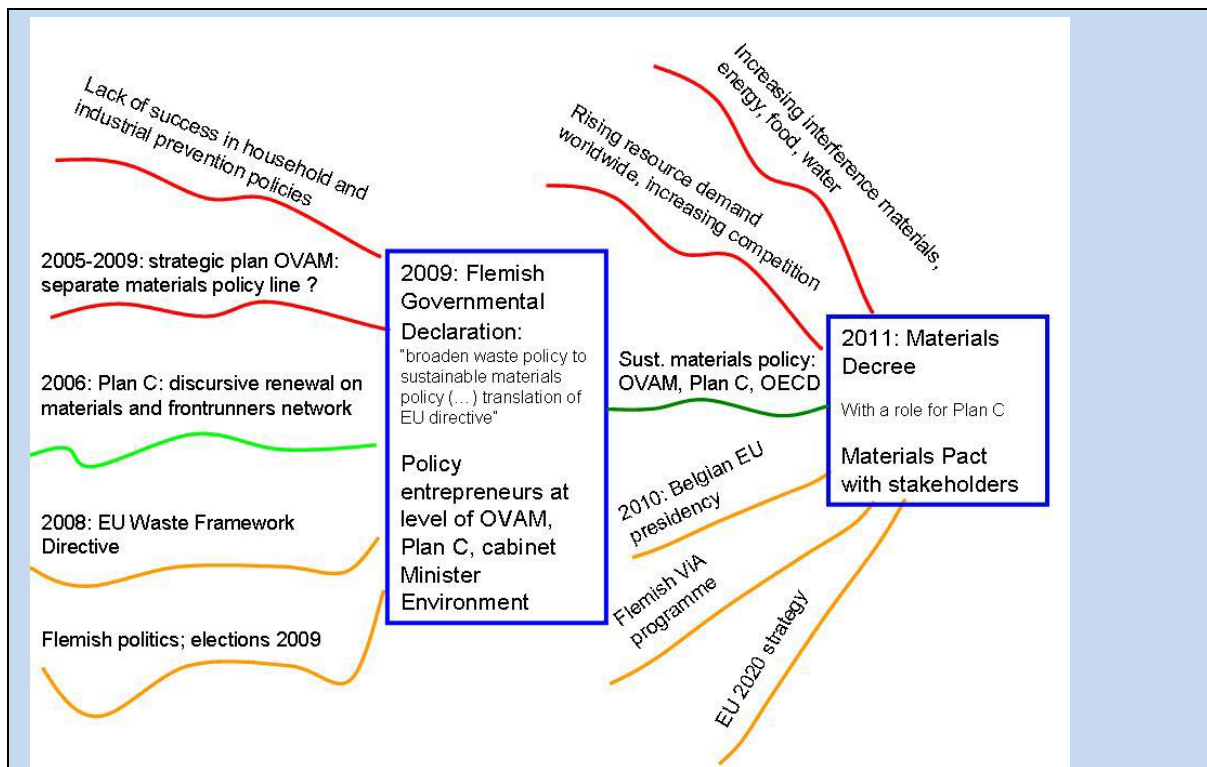 Lack of success in household and
industrial prevention policies
2005-2009: strategic plan OVAM:
separate materials policy line ?
2006: Plan C: discursive renewal on
materials and frontrunners network
2008: EU Waste Framework
Directive
Flemish politics; elections 2009
2009: Flemish
Governmental
Declaration:
"broaden waste policy to
sustainable materials
policy (...) translation of
EU directive"
Policy
entrepreneurs at
level of OVAM,
Plan C, cabinet
Minister
Environment
Rising resource demand
worldwide, increasing competition
Increasing interference materials,
energy, food, water
Sust. materials policy:
OVAM, Plan C, OECD
2010: Belgian EU
presidency
Flemish ViA
programme
EU 2020 strategy
2011: Materials
Decree
With a role for Plan C
Materials Pact
with stakeholders